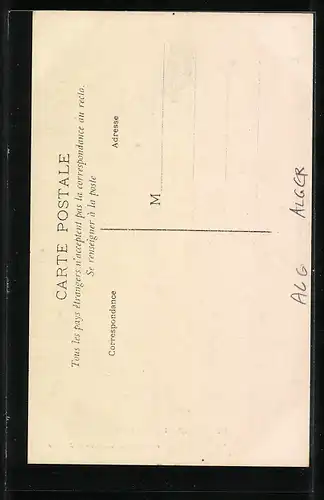 CARTE POSTALE
Tous les pays étrangers n'acceptent pas la correspondance au recto.
Se renseigner à la poste
Correspondance
Adresse
M
ALG ALGER